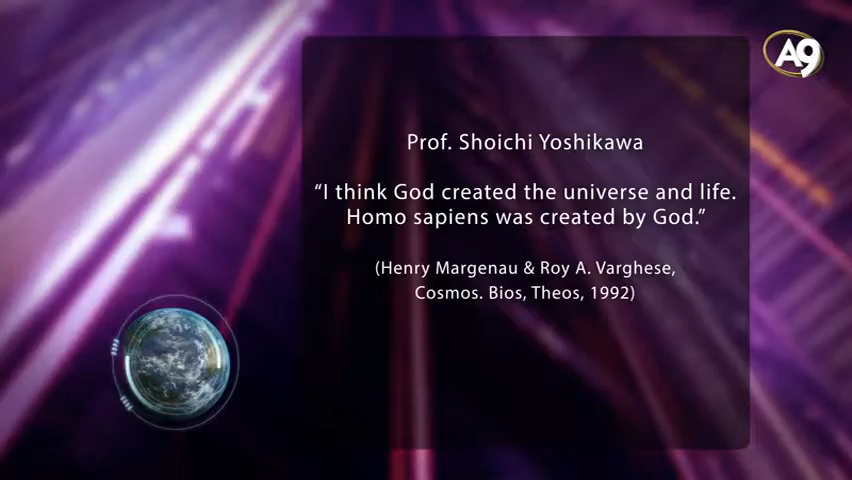 A9
Prof. Shoichi Yoshikawa
“I think God created the universe and life.
Homo sapiens was created by God.”
(Henry Margenau & Roy A. Varghese,
Cosmos. Bios, Theos, 1992)